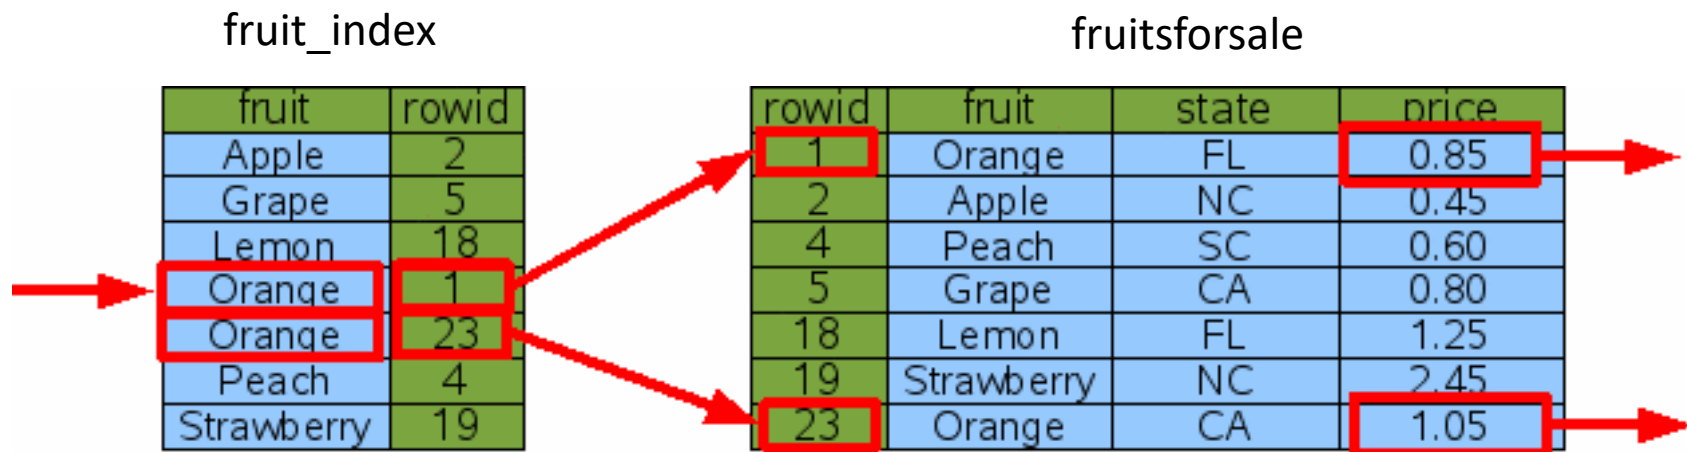 fruit_index
fruit rowid
Apple 2
Grape 5
Lemon 18
Orange 1
Orange 23
Peach 4
Strawberry 19
fruitsforsale
rowid fruit state price
1 Orange FL 0.85
2 Apple NC 0.45
4 Peach SC 0.60
5 Grape CA 0.80
18 Lemon FL 1.25
19 Strawberry NC 2.45
23 Orange CA 1.05